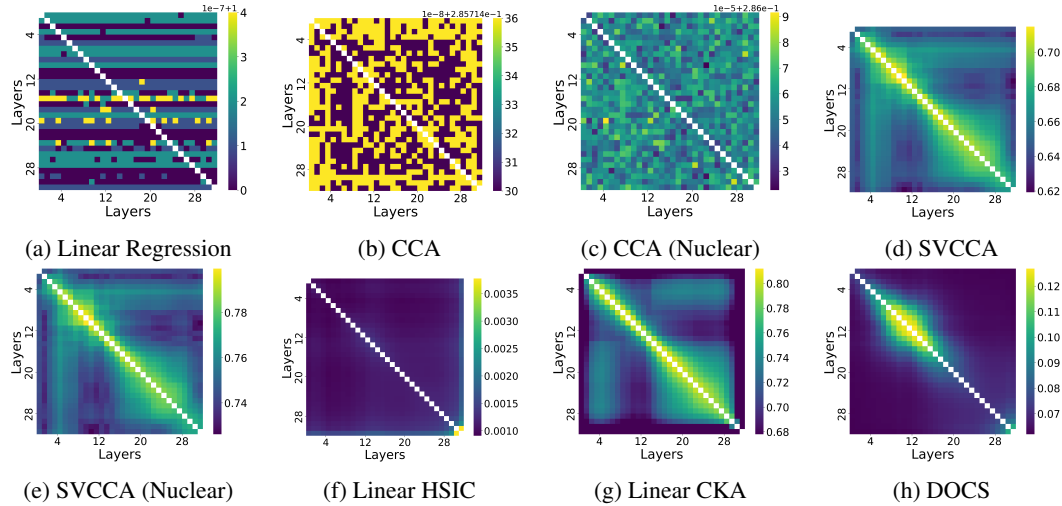 1e-7+1
4
3
2
1
0
4
12
20
28
Layers
4 12 20 28
Layers
(a) Linear Regression
1e-8+2.85714e-1
36
35
34
33
32
31
30
4
12
20
28
Layers
4 12 20 28
Layers
(b) CCA
1e-5+2.86e-1
9
8
7
6
5
4
3
4
12
20
28
Layers
4 12 20 28
Layers
(c) CCA (Nuclear)
0.70
0.68
0.66
0.64
0.62
4
12
20
28
Layers
4 12 20 28
Layers
(d) SVCCA
0.78
0.76
0.74
4
12
20
28
Layers
4 12 20 28
Layers
(e) SVCCA (Nuclear)
0.0035
0.0030
0.0025
0.0020
0.0015
0.0010
4
12
20
28
Layers
4 12 20 28
Layers
(f) Linear HSIC
0.80
0.78
0.76
0.74
0.72
0.70
0.68
4
12
20
28
Layers
4 12 20 28
Layers
(g) Linear CKA
0.12
0.11
0.10
0.09
0.08
0.07
4
12
20
28
Layers
4 12 20 28
Layers
(h) DOCS